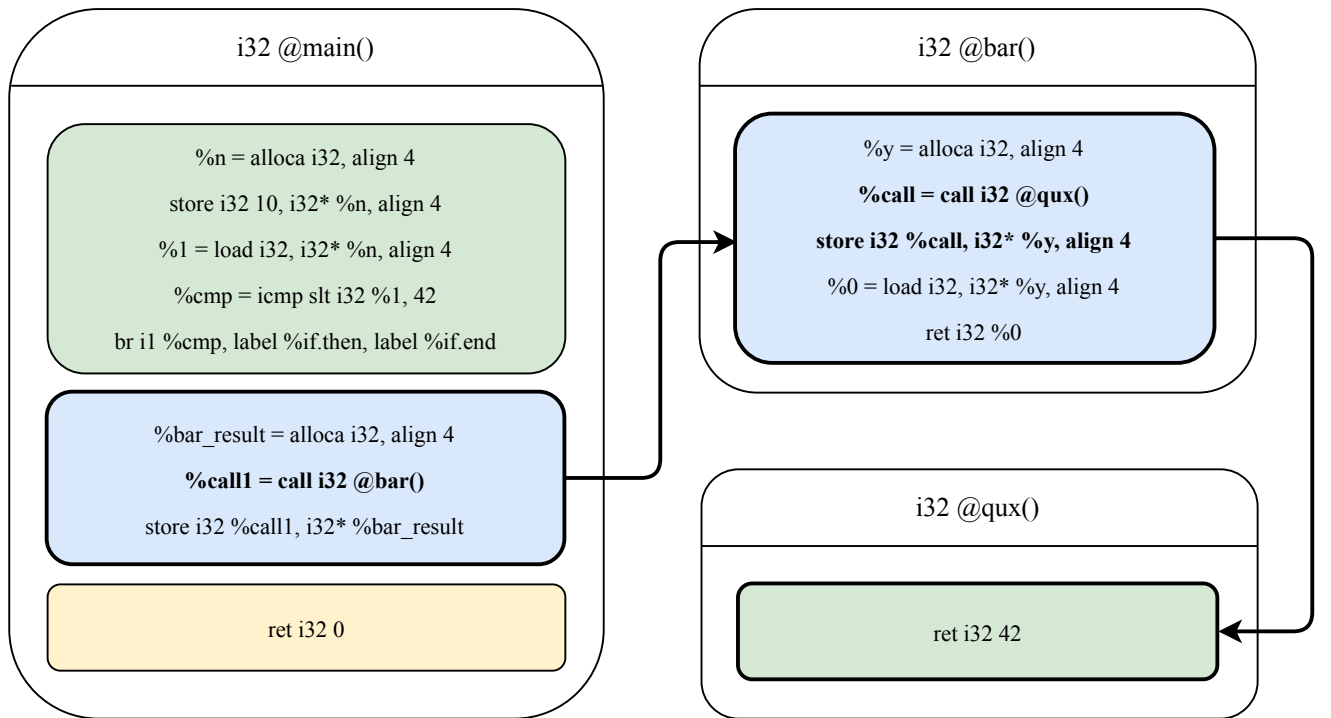 i32 @main()
%n = alloca i32, align 4
store i32 10, i32* %n, align 4
%1 = load i32, i32* %n, align 4
%cmp = icmp slt i32 %1, 42
br i1 %cmp, label %if.then, label %if.end
%bar_result = alloca i32, align 4
%call1 = call i32 @bar()
store i32 %call1, i32* %bar_result
ret i32 0
i32 @bar()
%y = alloca i32, align 4
%call = call i32 @qux()
store i32 %call, i32* %y, align 4
%0 = load i32, i32* %y, align 4
ret i32 %0
i32 @qux()
ret i32 42